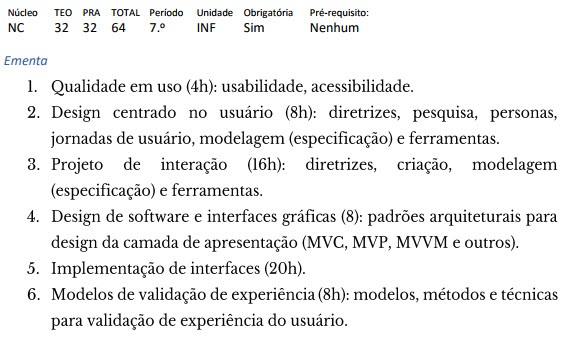 Núcleo TEO PRA TOTAL Período Unidade Obrigatória Pré-requisito:
NC 32 32 64 7.º INF Sim Nenhum
Ementa
1. Qualidade em uso (4h): usabilidade, acessibilidade.
2. Design centrado no usuário (8h): diretrizes, pesquisa, personas,
jornadas de usuário, modelagem (especificação) e ferramentas.
3. Projeto de interação (16h): diretrizes, criação, modelagem
(especificação) e ferramentas.
4. Design de software e interfaces gráficas (8): padrões arquiteturais para
design da camada de apresentação (MVC, MVP, MVVM e outros).
5. Implementação de interfaces (20h).
6. Modelos de validação de experiência (8h): modelos, métodos e técnicas
para validação de experiência do usuário.